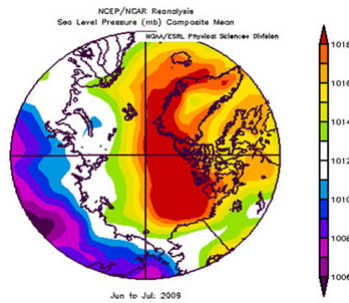 NCEP/NCAR Reanalysis
Sea Level Pressure (mb) Composite Mean
NOAA/ESRL Physical Sciences Division
1018
1016
1014
1012
1010
1008
1006
Jun to Jul: 2009